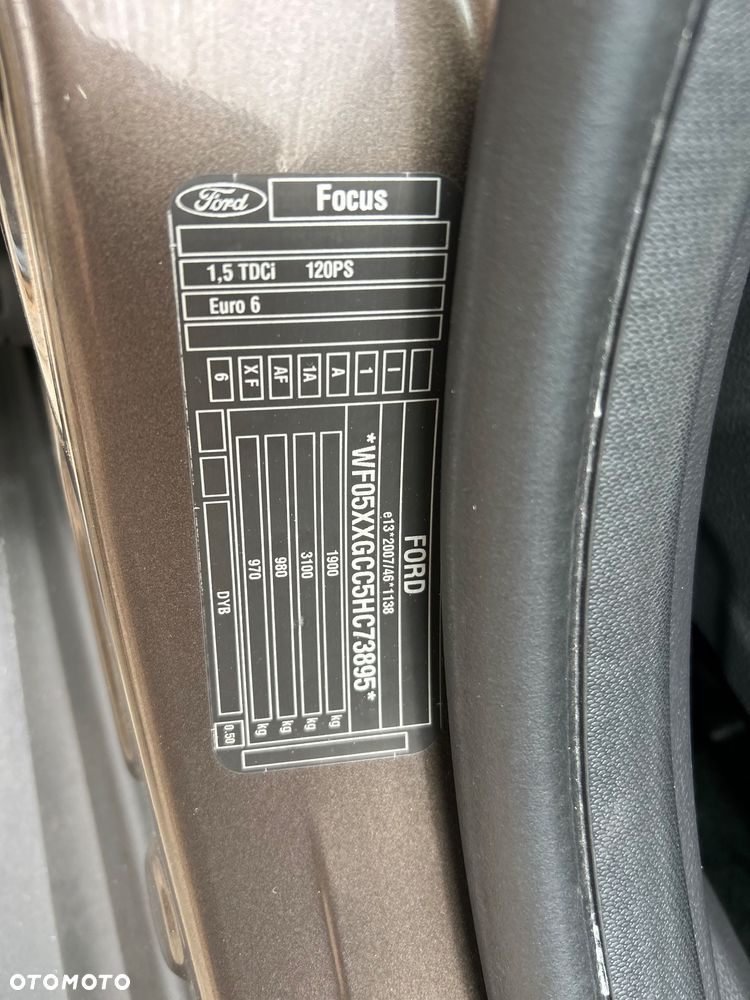 Ford
Focus
1,5 TDCi 120PS
Euro 6
6 XF AF 1A A 1 I
FORD
e13*2007/46*1138
*WF05XXGCC5HC73895*
1900 kg
3100 kg
980 kg
970 kg
DYB 0.50
OTOMOTO